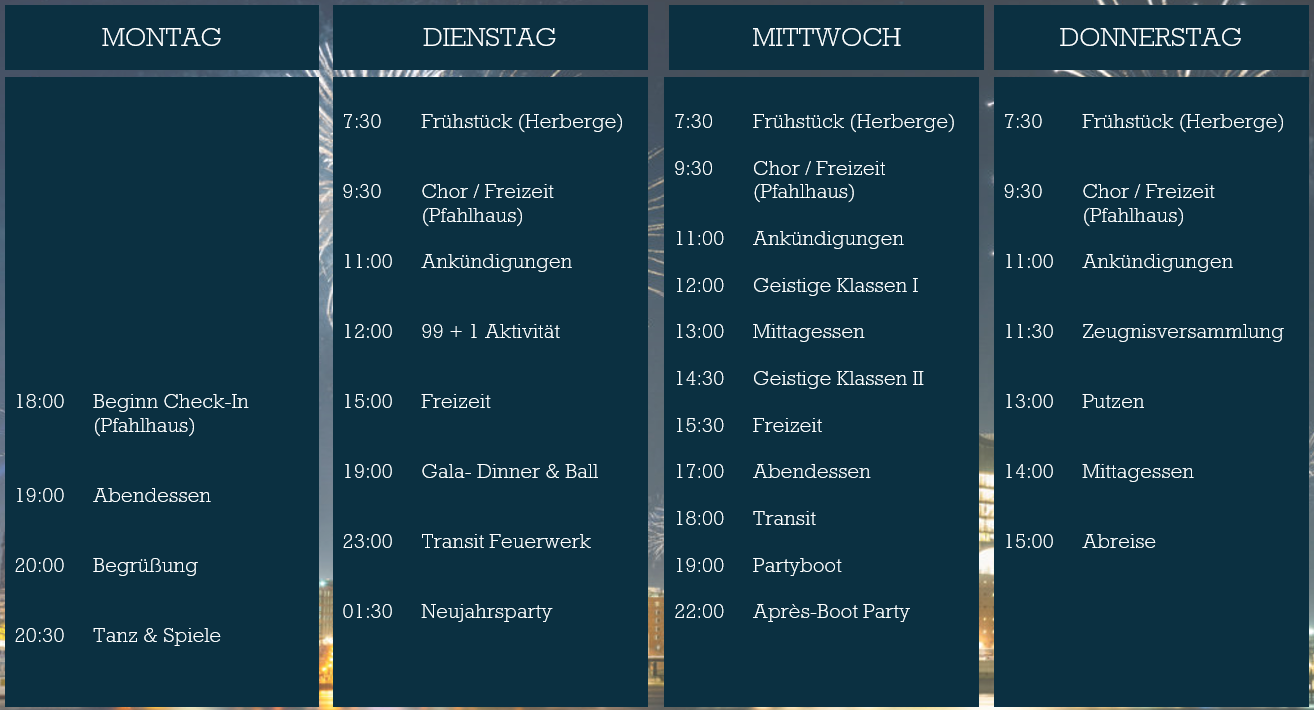 MONTAG
18:00 Beginn Check-In
(Pfahlhaus)
19:00 Abendessen
20:00 Begrüßung
20:30 Tanz & Spiele
DIENSTAG
7:30 Frühstück (Herberge)
9:30 Chor / Freizeit
(Pfahlhaus)
11:00 Ankündigungen
12:00 99 + 1 Aktivität
15:00 Freizeit
19:00 Gala- Dinner & Ball
23:00 Transit Feuerwerk
01:30 Neujahrsparty
MITTWOCH
7:30 Frühstück (Herberge)
9:30 Chor / Freizeit
(Pfahlhaus)
11:00 Ankündigungen
12:00 Geistige Klassen I
13:00 Mittagessen
14:30 Geistige Klassen II
15:30 Freizeit
17:00 Abendessen
18:00 Transit
19:00 Partyboot
22:00 Après-Boot Party
DONNERSTAG
7:30 Frühstück (Herberge)
9:30 Chor / Freizeit
(Pfahlhaus)
11:00 Ankündigungen
11:30 Zeugnisversammlung
13:00 Putzen
14:00 Mittagessen
15:00 Abreise